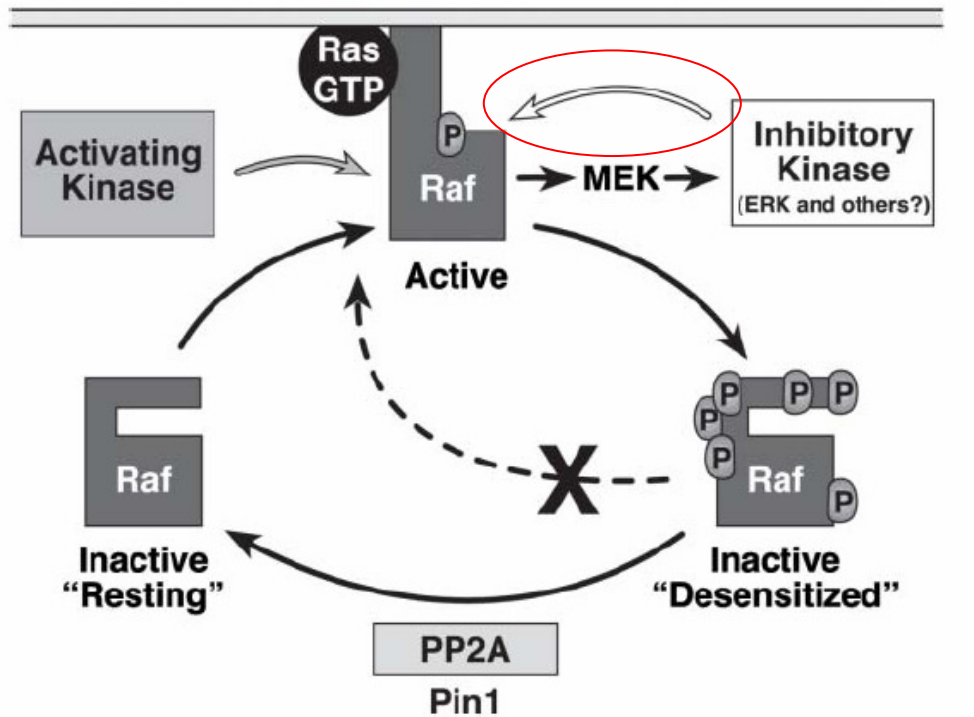 Ras
GTP
P
Activating
Kinase
Raf
MEK
Inhibitory
Kinase
(ERK and others?)
Active
P
P
P
P
P
P
Raf
Raf
X
Inactive
“Resting”
Inactive
“Desensitized”
PP2A
Pin1